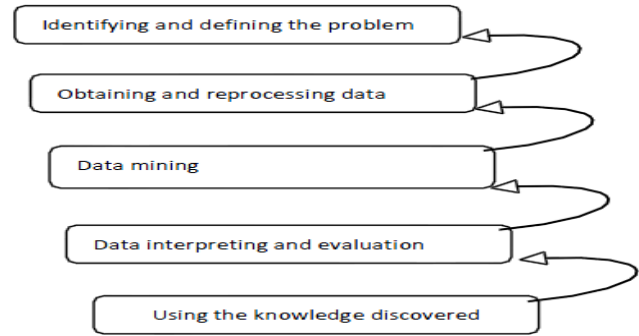 Identifying and defining the problem
Obtaining and reprocessing data
Data mining
Data interpreting and evaluation
Using the knowledge discovered